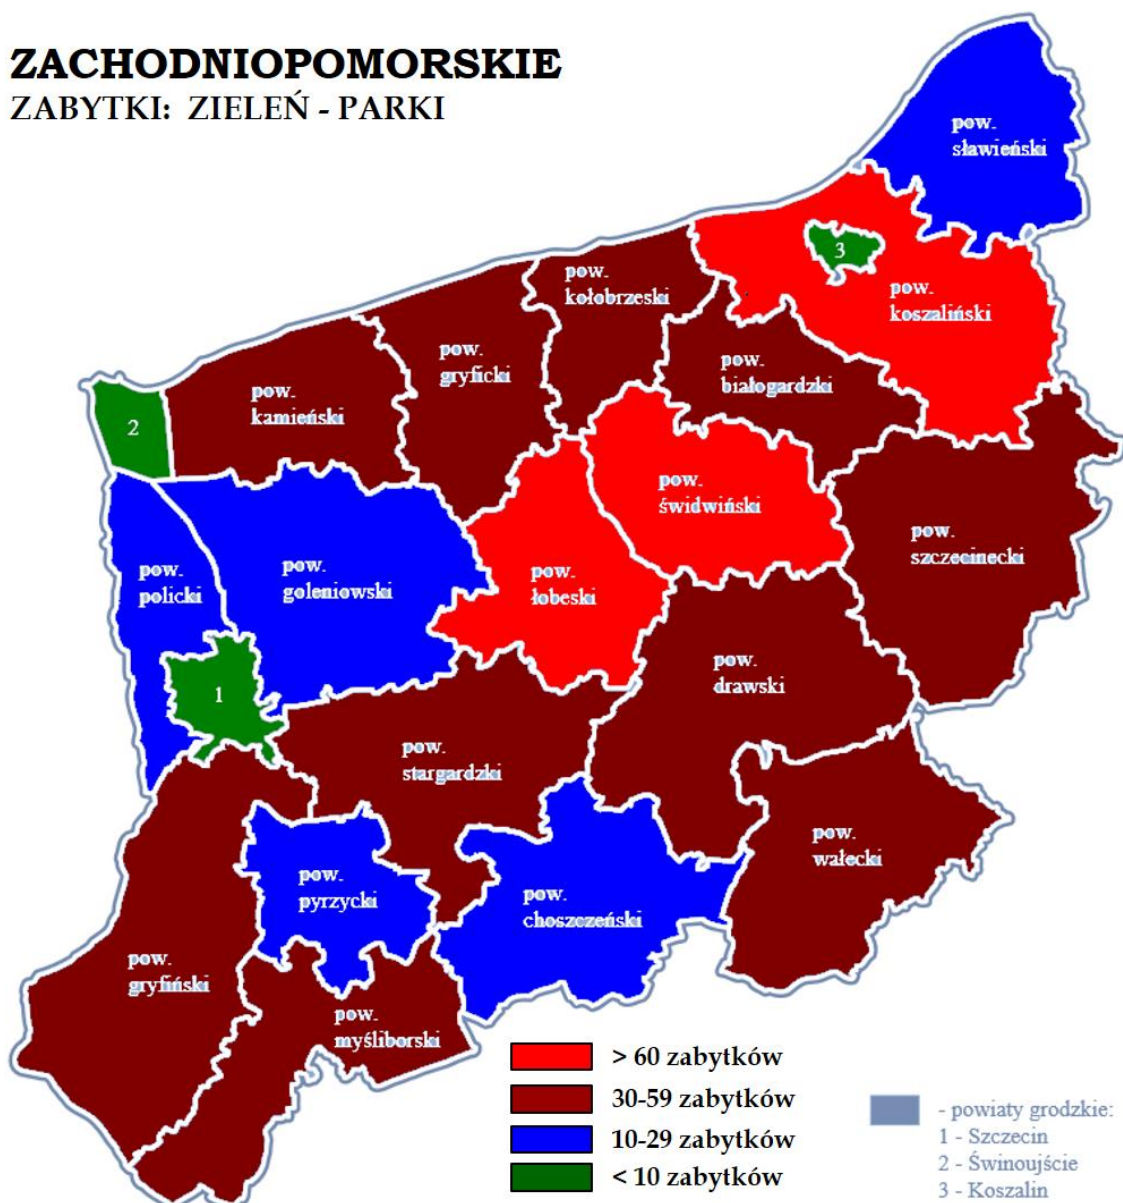 ZACHODNIOPOMORSKIE
ZABYTKI: ZIELEŃ - PARKI
pow.
sławieński
3
pow.
kołobrzeski
pow.
koszaliński
pow.
gryficki
pow.
białogardzki
pow.
kamieński
2
pow.
świdwiński
pow.
szczecinecki
pow.
policki
pow.
goleniowski
pow.
łobeski
pow.
drawski
1
pow.
stargardzki
pow.
wałecki
pow.
pyrzycki
pow.
choszczeński
pow.
gryfiński
pow.
myśliborski
> 60 zabytków
30-59 zabytków
10-29 zabytków
< 10 zabytków
- powiaty grodzkie:
1 - Szczecin
2 - Świnoujście
3 - Koszalin